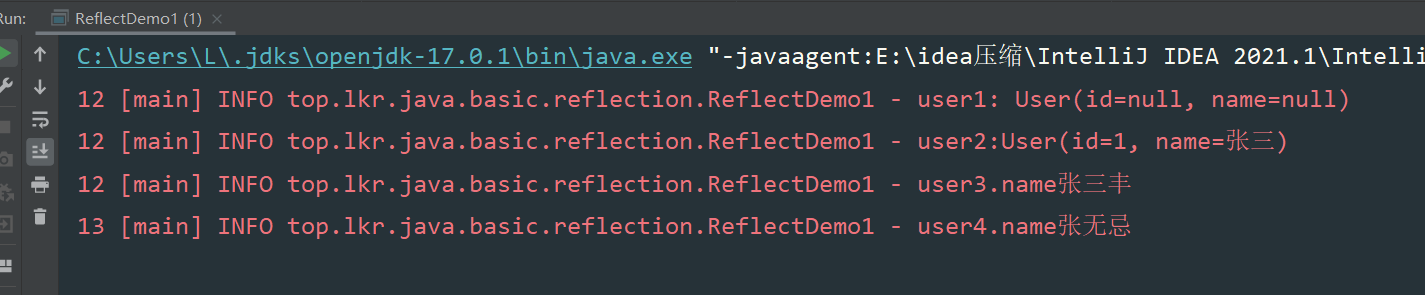 Run: ReflectDemo1 (1) ×
C:\Users\L\.jdks\openjdk-17.0.1\bin\java.exe "-javaagent:E:\idea压缩\IntelliJ IDEA 2021.1\Intelli
12 [main] INFO top.lkr.java.basic.reflection.ReflectDemo1 - user1: User(id=null, name=null)
12 [main] INFO top.lkr.java.basic.reflection.ReflectDemo1 - user2:User(id=1, name=张三)
12 [main] INFO top.lkr.java.basic.reflection.ReflectDemo1 - user3.name张三丰
13 [main] INFO top.lkr.java.basic.reflection.ReflectDemo1 - user4.name张无忌